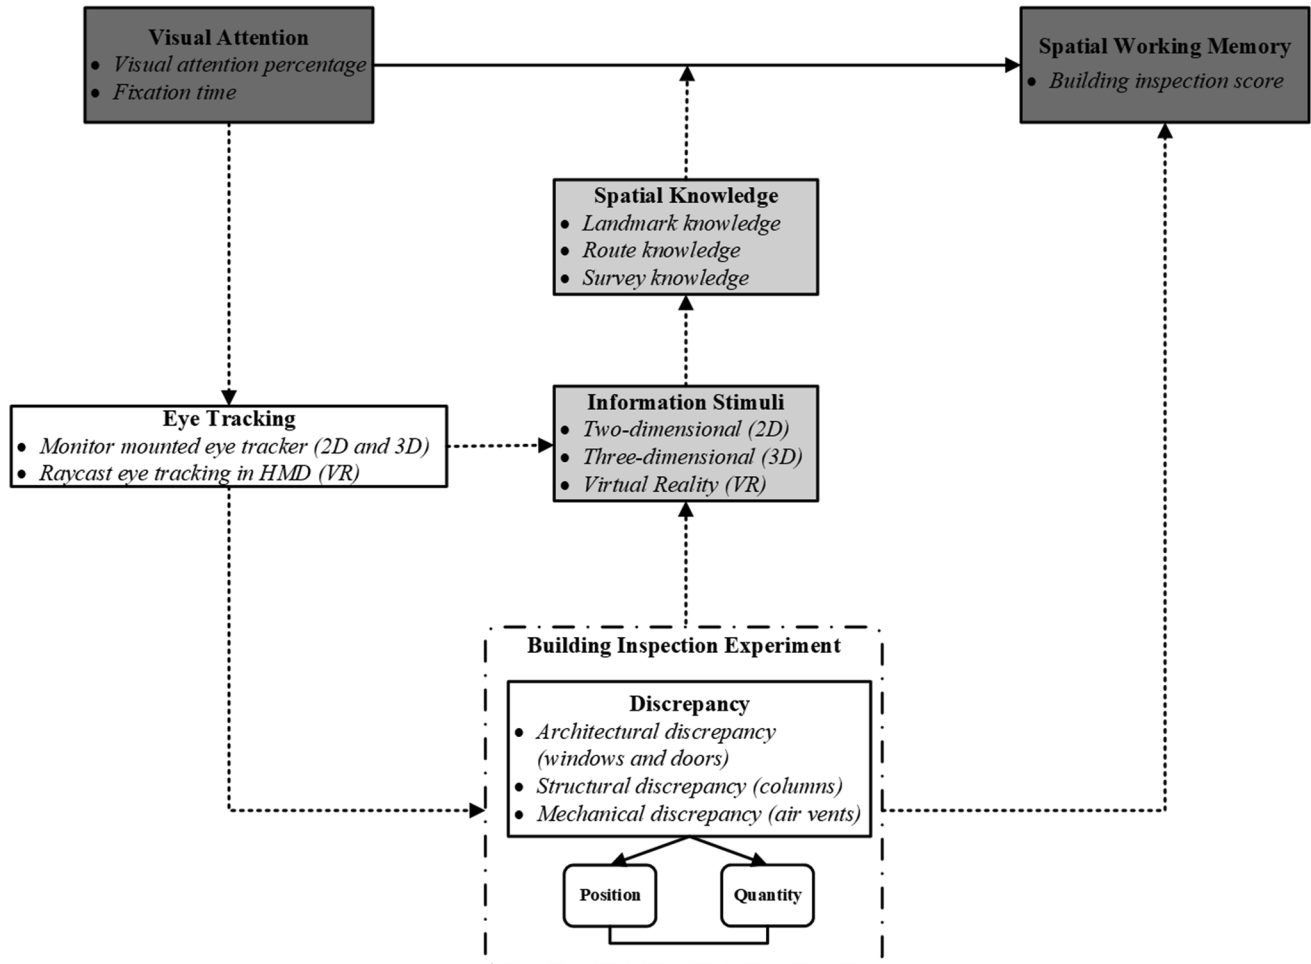 Visual Attention
• Visual attention percentage
• Fixation time
Spatial Working Memory
• Building inspection score
Spatial Knowledge
• Landmark knowledge
• Route knowledge
• Survey knowledge
Eye Tracking
• Monitor mounted eye tracker (2D and 3D)
• Raycast eye tracking in HMD (VR)
Information Stimuli
• Two-dimensional (2D)
• Three-dimensional (3D)
• Virtual Reality (VR)
Building Inspection Experiment
Discrepancy
• Architectural discrepancy
(windows and doors)
• Structural discrepancy (columns)
• Mechanical discrepancy (air vents)
Position
Quantity